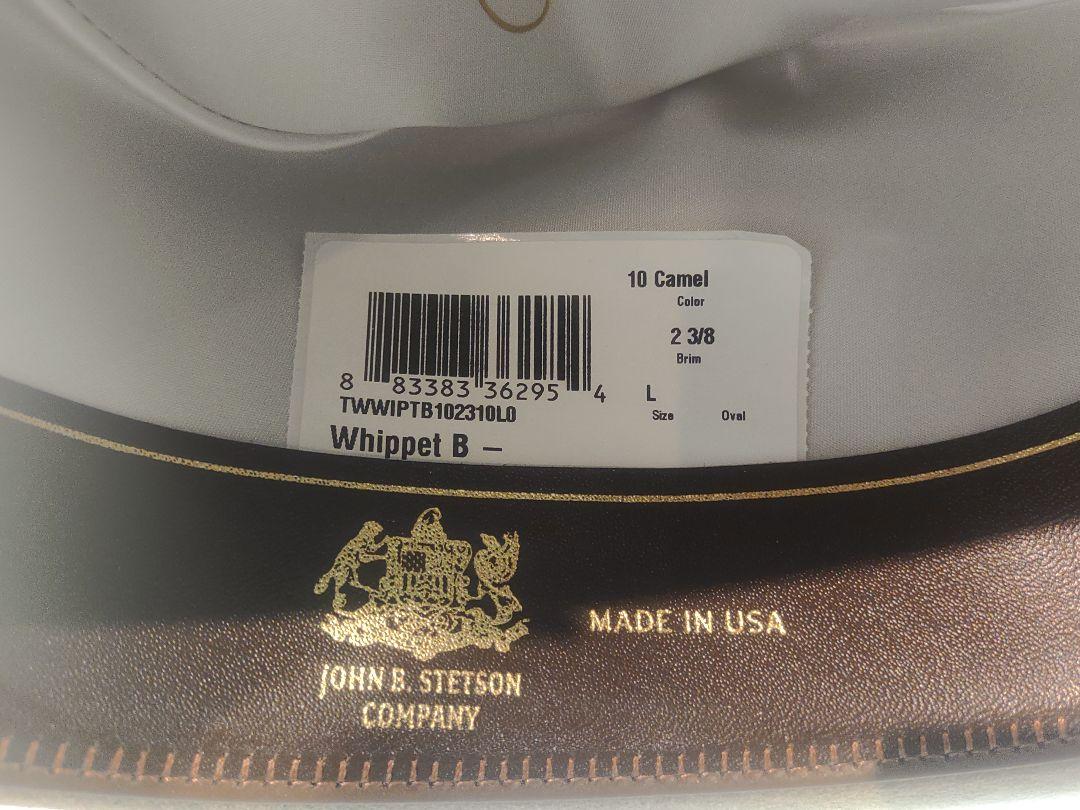 10 Camel
Color
2 3/8
Brim
L
Size Oval
8 83383 36295 4
TWWIPTB102310L0
Whippet B –
JOHN B. STETSON
COMPANY
MADE IN USA